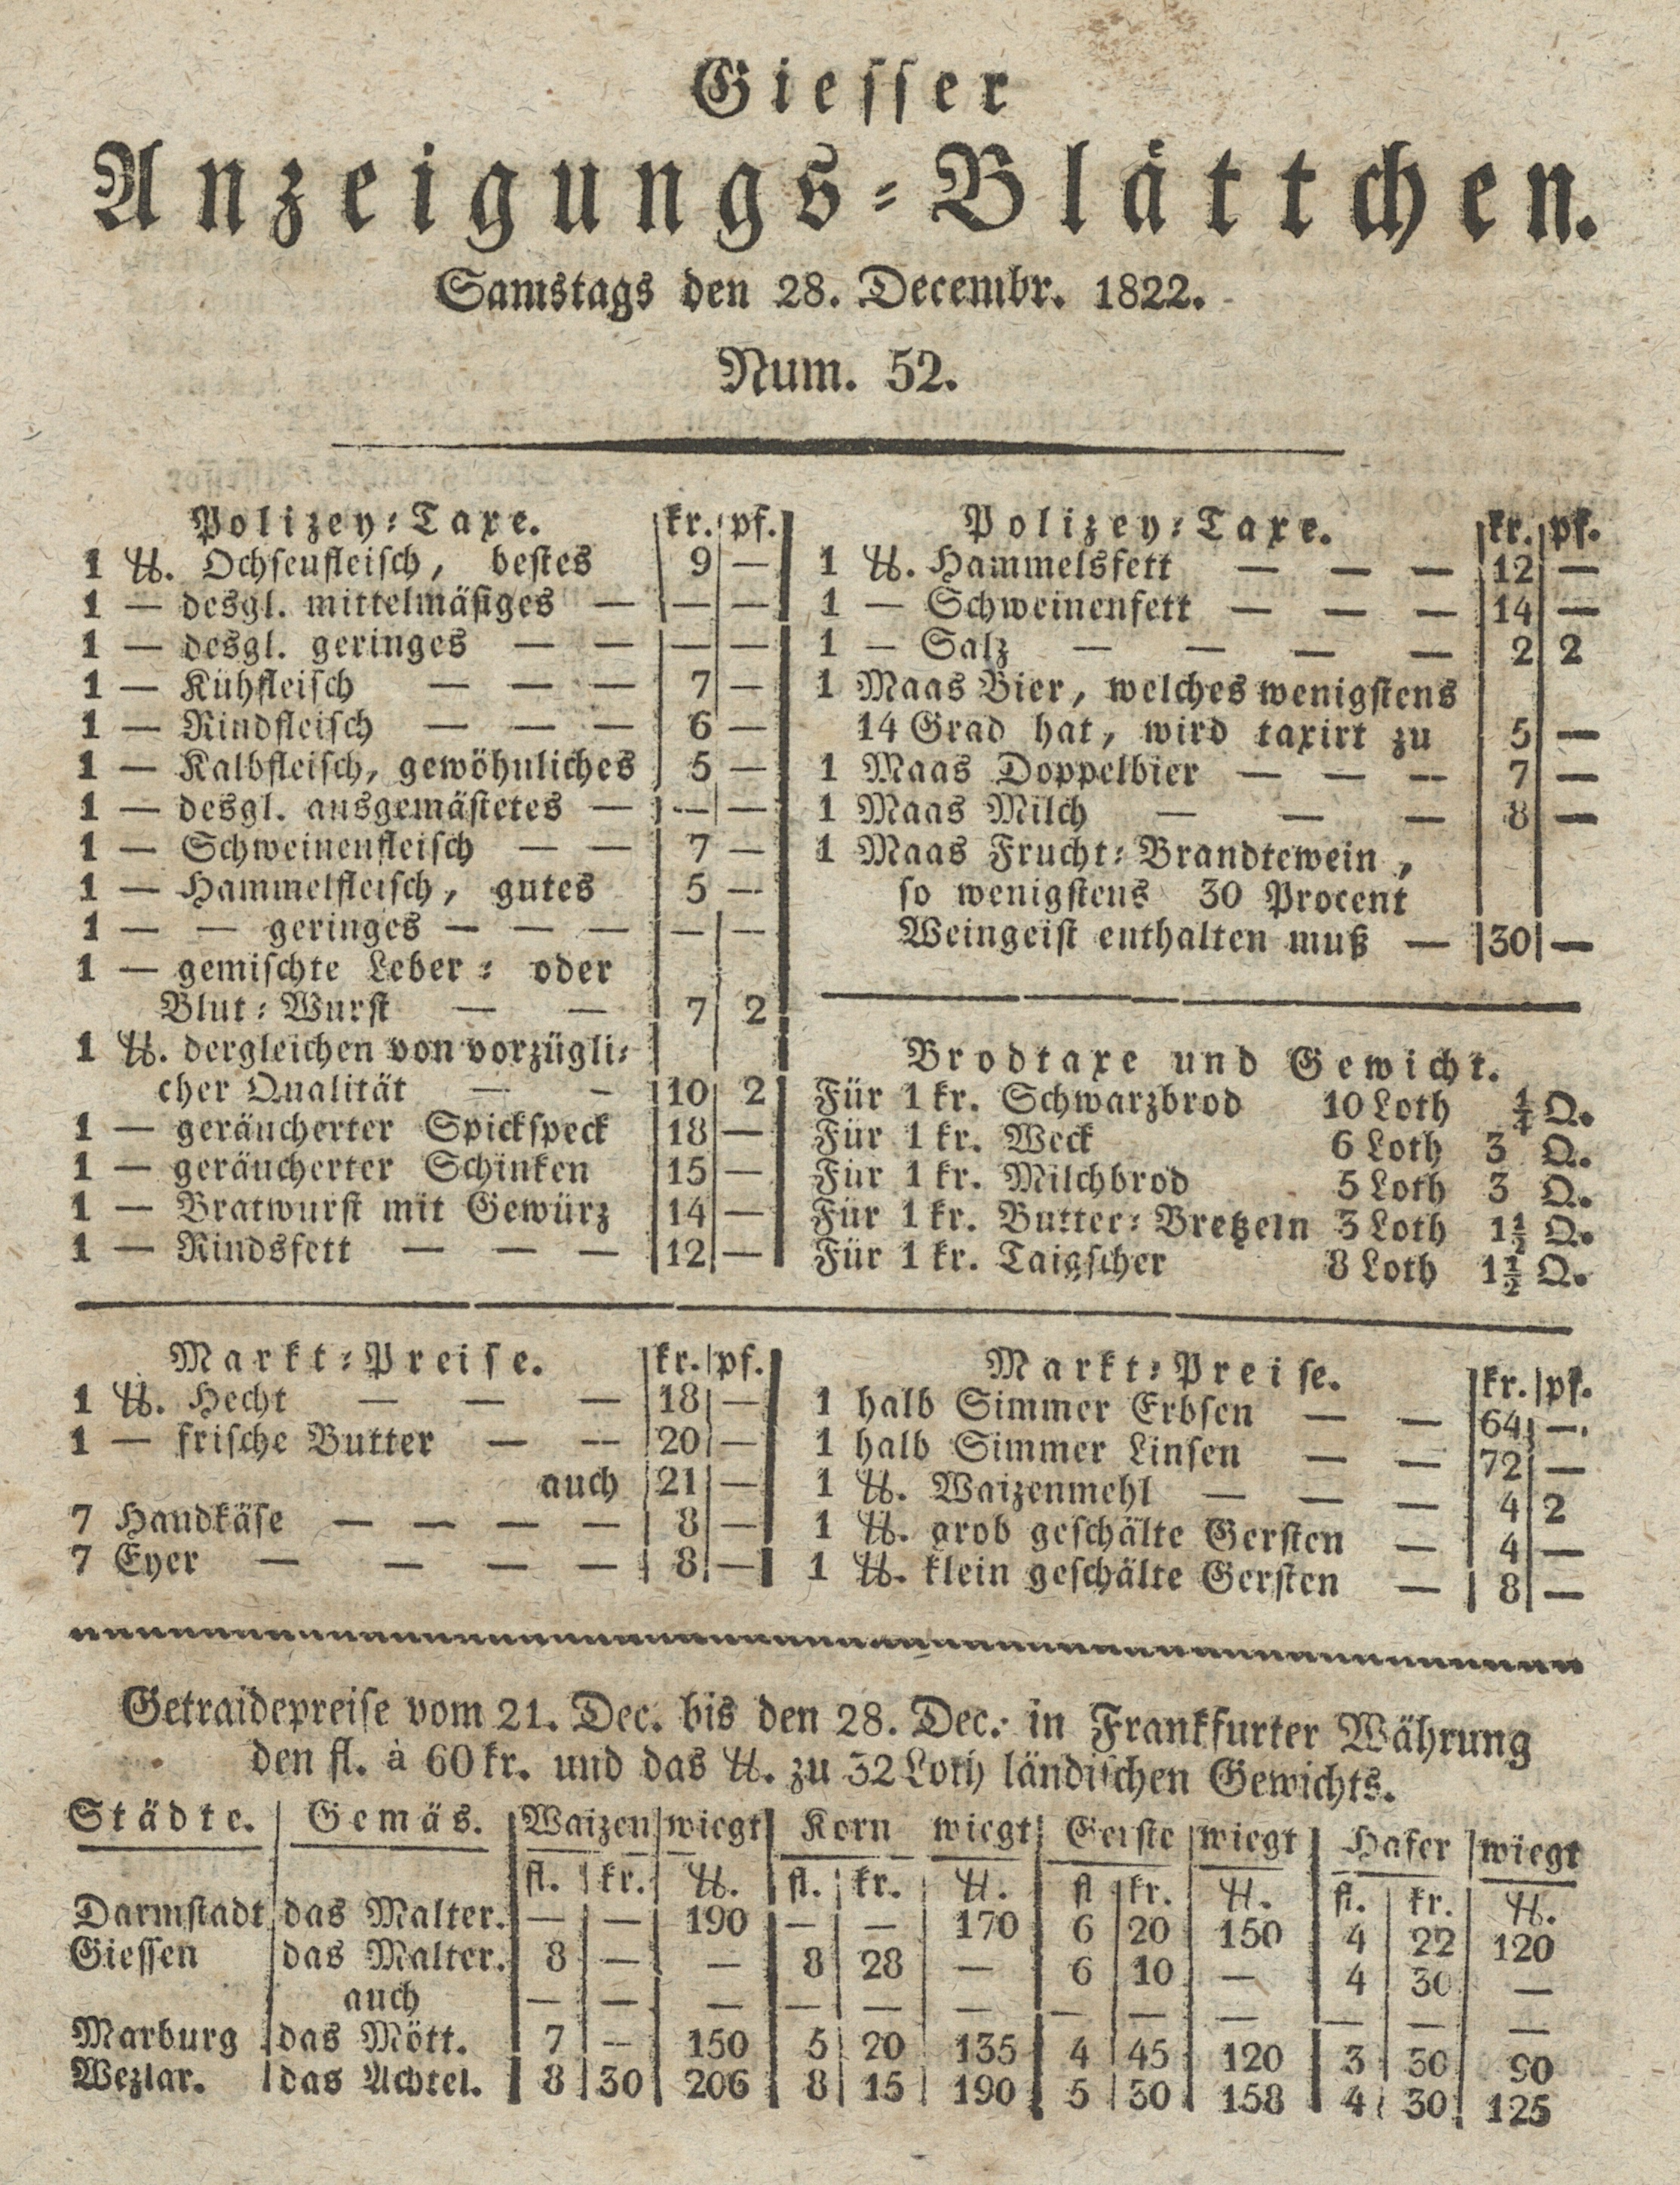 Giesser
Anzeigungs-Blättchen.
Samstags den 28. Decembr. 1822.
Num. 52.
Polizey-Taxe. kr. pf.
1 ℔. Ochsenfleisch, bestes 9 —
1 — desgl. mittelmäsiges — — —
1 — desgl. geringes — — — —
1 — Kühfleisch — — — 7 —
1 — Rindfleisch — — — 6 —
1 — Kalbfleisch, gewöhnliches 5 —
1 — desgl. ausgemästetes — — —
1 — Schweinenfleisch — — 7 —
1 — Hammelfleisch, gutes 5 —
1 — — geringes — — — — —
1 — gemischte Leber- oder
Blut-Wurst — — 7 2
1 ℔. dergleichen von vorzügli-
cher Qualität — – 10 2
1 — geräucherter Spickspeck 18 —
1 — geräucherter Schinken 15 —
1 — Bratwurst mit Gewürz 14 —
1 — Rindsfett — — — 12 —
Polizey-Taxe. kr. pf.
1 ℔. Hammelsfett — — — 12 —
1 — Schweinenfett — — — 14 —
1 — Salz — — — — 2 2
1 Maas Bier, welches wenigstens
14 Grad hat, wird taxirt zu 5 —
1 Maas Doppelbier — — — 7 —
1 Maas Milch — — — 8 —
1 Maas Frucht-Brandtewein,
so wenigstens 30 Procent
Weingeist enthalten muß — 30 —
Brodtaxe und Gewicht.
Für 1 kr. Schwarzbrod 10 Loth ¼ Q.
Für 1 kr. Weck 6 Loth 3 Q.
Für 1 kr. Milchbrod 5 Loth 3 Q.
Für 1 kr. Butter-Bretzeln 3 Loth 1½ Q.
Für 1 kr. Taigscher 8 Loth 1½ Q.
Markt-Preise. kr. pf.
1 ℔. Hecht — — — 18 —
1 — frische Butter — — 20 —
auch 21 —
7 Handkäse — — — — 8 —
7 Eyer — — — — 8 —
Markt-Preise. kr. pf.
1 halb Simmer Erbsen — — 64 —
1 halb Simmer Linsen — — 72 —
1 ℔. Waizenmehl — — — 4 2
1 ℔. grob geschälte Gersten — 4 —
1 ℔. klein geschälte Gersten — 8 —
Getraidepreise vom 21. Dec. bis den 28. Dec. in Frankfurter Währung
den fl. à 60 kr. und das ℔. zu 32 Loth ländischen Gewichts.
Städte. Gemäs. Waizen wiegt Korn wiegt Gerste wiegt Hafer wiegt
fl. kr. ℔. fl. kr. ℔. fl kr. ℔. fl. kr. ℔.
Darmstadt das Malter. — — 190 — — 170 6 20 150 4 22 120
Giessen das Malter. 8 — — 8 28 — 6 10 — 4 30 —
auch — — — — — — — — — — — —
Marburg das Mött. 7 — 150 5 20 135 4 45 120 3 30 90
Wezlar. das Achtel. 8 30 206 8 15 190 5 30 158 4 30 125